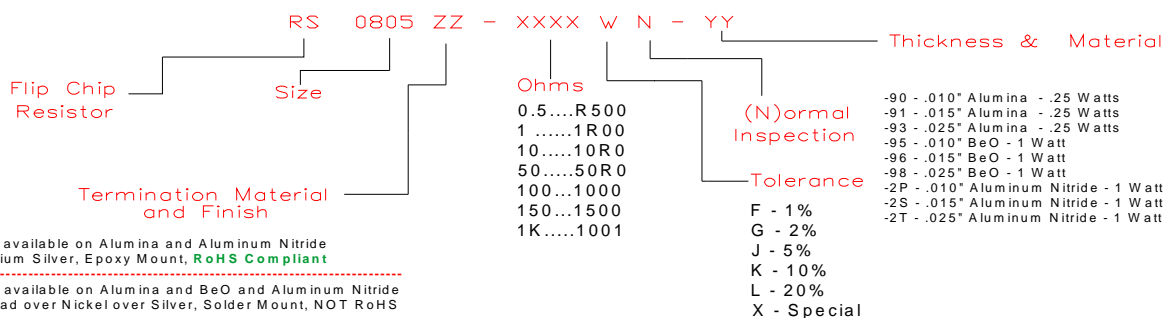 RS 0805 ZZ - XXXX W N - YY
Thickness & Material
Flip Chip
Resistor
Size
Ohms
0.5....R500
1 ......1R00
10.....10R0
50.....50R0
100...1000
150...1500
1K.....1001
(N)ormal
Inspection
-90 - .010" Alumina - .25 Watts
-91 - .015" Alumina - .25 Watts
-93 - .025" Alumina - .25 Watts
-95 - .010" BeO - 1 Watt
-96 - .015" BeO - 1 Watt
-98 - .025" BeO - 1 Watt
-2P - .010" Aluminum Nitride - 1 Watt
-2S - .015" Aluminum Nitride - 1 Watt
-2T - .025" Aluminum Nitride - 1 Watt
Termination Material
and Finish
Tolerance
F - 1%
G - 2%
J - 5%
K - 10%
L - 20%
X - Special
available on Alumina and Aluminum Nitride
Silver, Epoxy Mount, RoHS Compliant
available on Alumina and BeO and Aluminum Nitride
over Nickel over Silver, Solder Mount, NOT RoHS